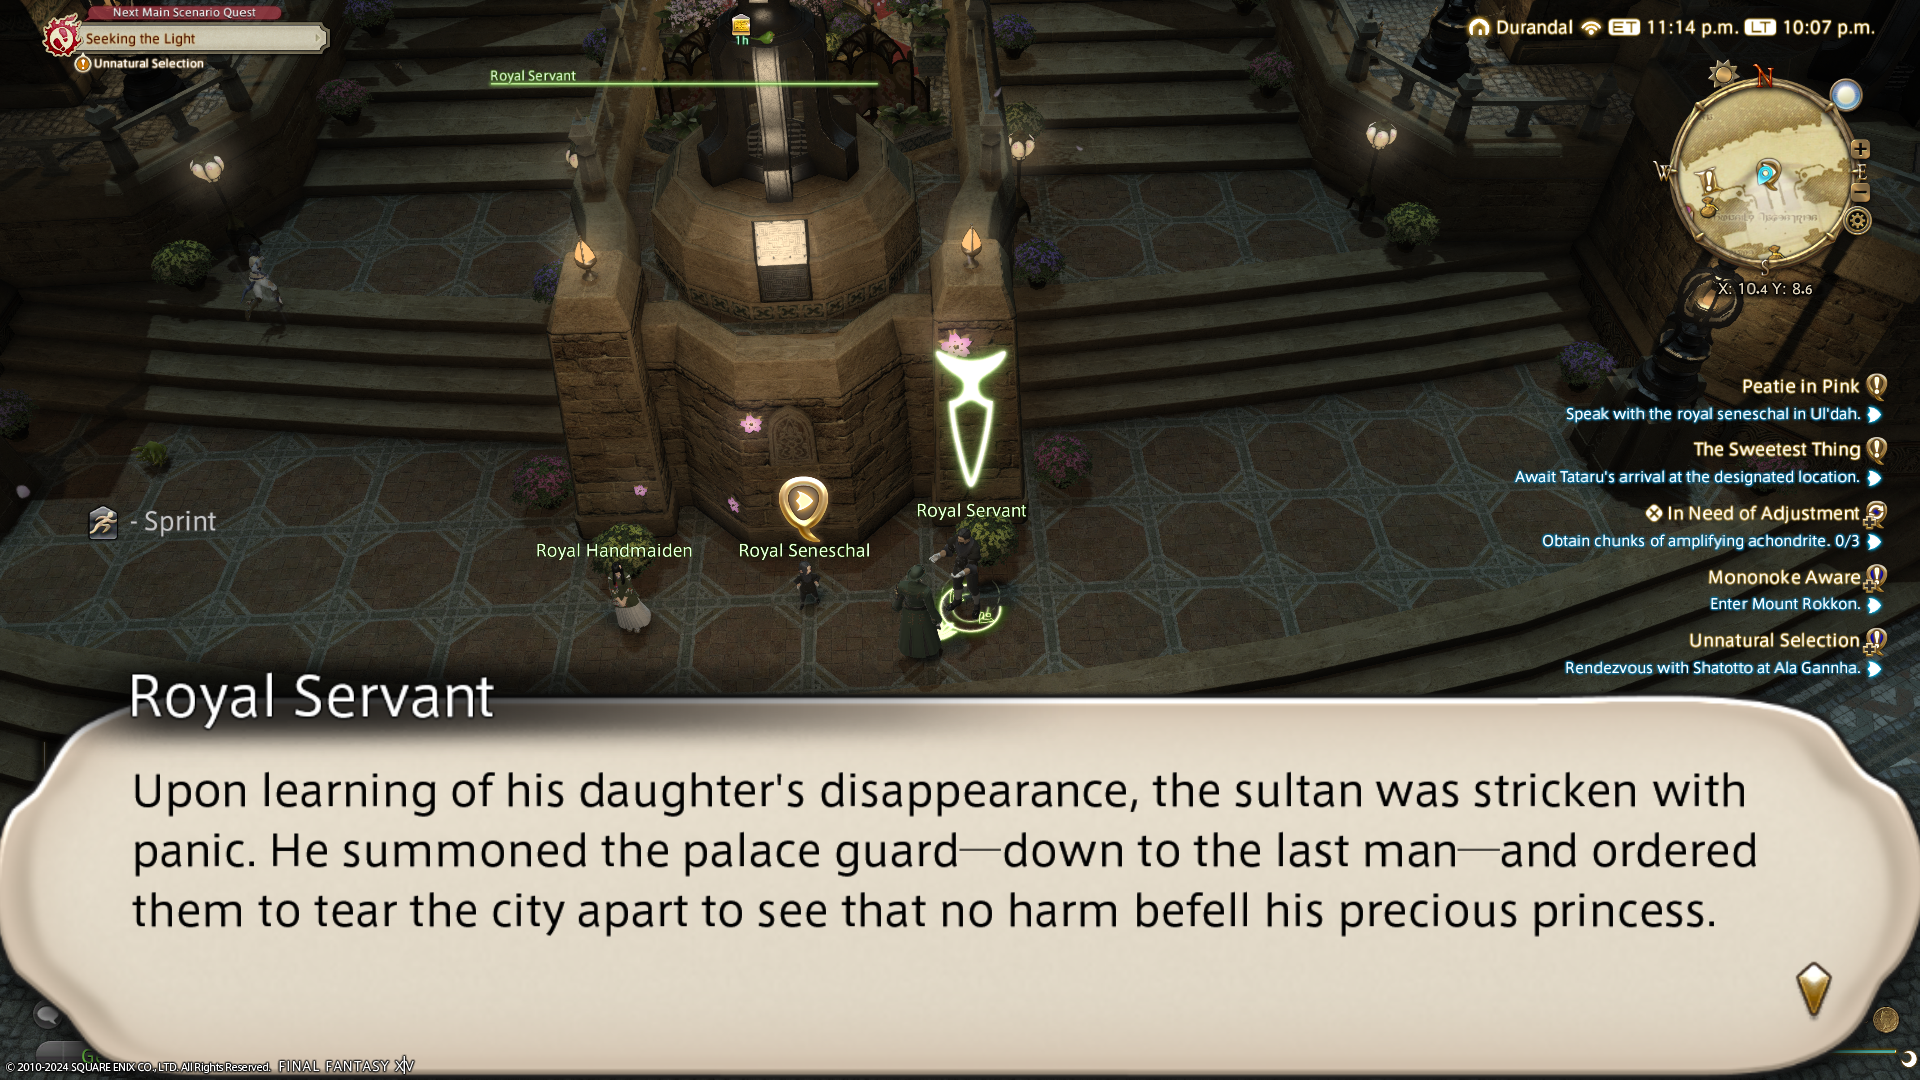 Next Main Scenario Quest
Seeking the Light
Unnatural Selection
1h
Royal Servant
Durandal ET 11:14 p.m. LT 10:07 p.m.
N
W
E
S
X: 10.4 Y: 8.6
Peatie in Pink
Speak with the royal seneschal in Ul'dah.
The Sweetest Thing
Await Tataru's arrival at the designated location.
In Need of Adjustment
Obtain chunks of amplifying achondrite. 0/3
Mononoke Aware
Enter Mount Rokkon.
Unnatural Selection
Rendezvous with Shatotto at Ala Gannha.
- Sprint
Royal Servant
Royal Handmaiden
Royal Seneschal
Royal Servant
Upon learning of his daughter's disappearance, the sultan was stricken with
panic. He summoned the palace guard—down to the last man—and ordered
them to tear the city apart to see that no harm befell his precious princess.
© 2010-2024 SQUARE ENIX CO., LTD. All Rights Reserved. FINAL FANTASY XIV